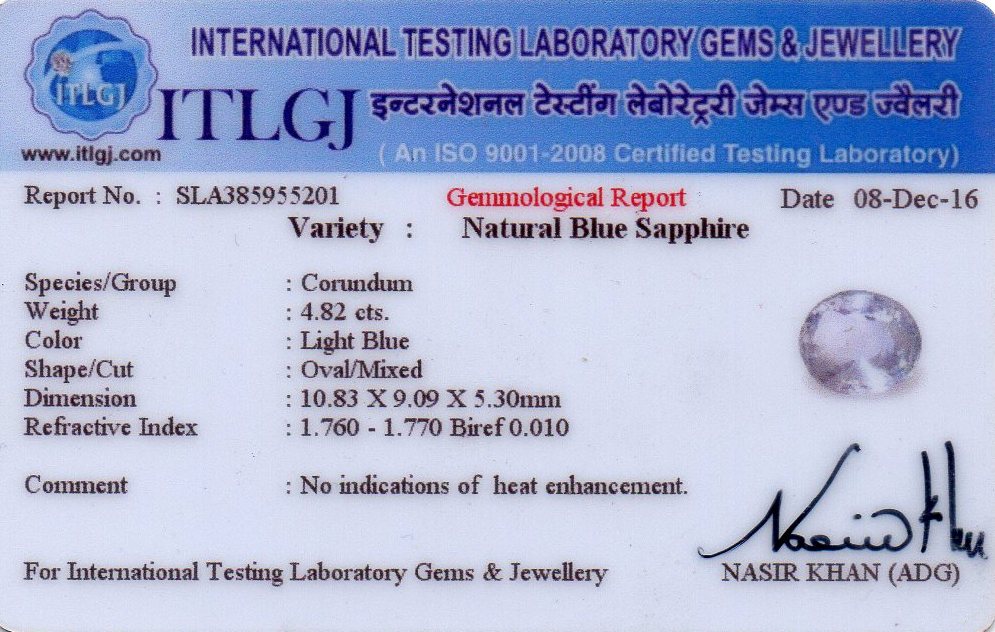 INTERNATIONAL TESTING LABORATORY GEMS & JEWELLERY
ITLGJ
ITLGJ
इन्टरनेशनल टेस्टींग लेबोरेट्ररी जेम्स एण्ड ज्वैलरी
www.itlgj.com
( An ISO 9001-2008 Certified Testing Laboratory)
Report No. : SLA385955201 Gemmological Report Date 08-Dec-16
Variety : Natural Blue Sapphire
Species/Group : Corundum
Weight : 4.82 cts.
Color : Light Blue
Shape/Cut : Oval/Mixed
Dimension : 10.83 X 9.09 X 5.30mm
Refractive Index : 1.760 - 1.770 Biref 0.010
Comment : No indications of heat enhancement.
Nasir Khan
For International Testing Laboratory Gems & Jewellery NASIR KHAN (ADG)